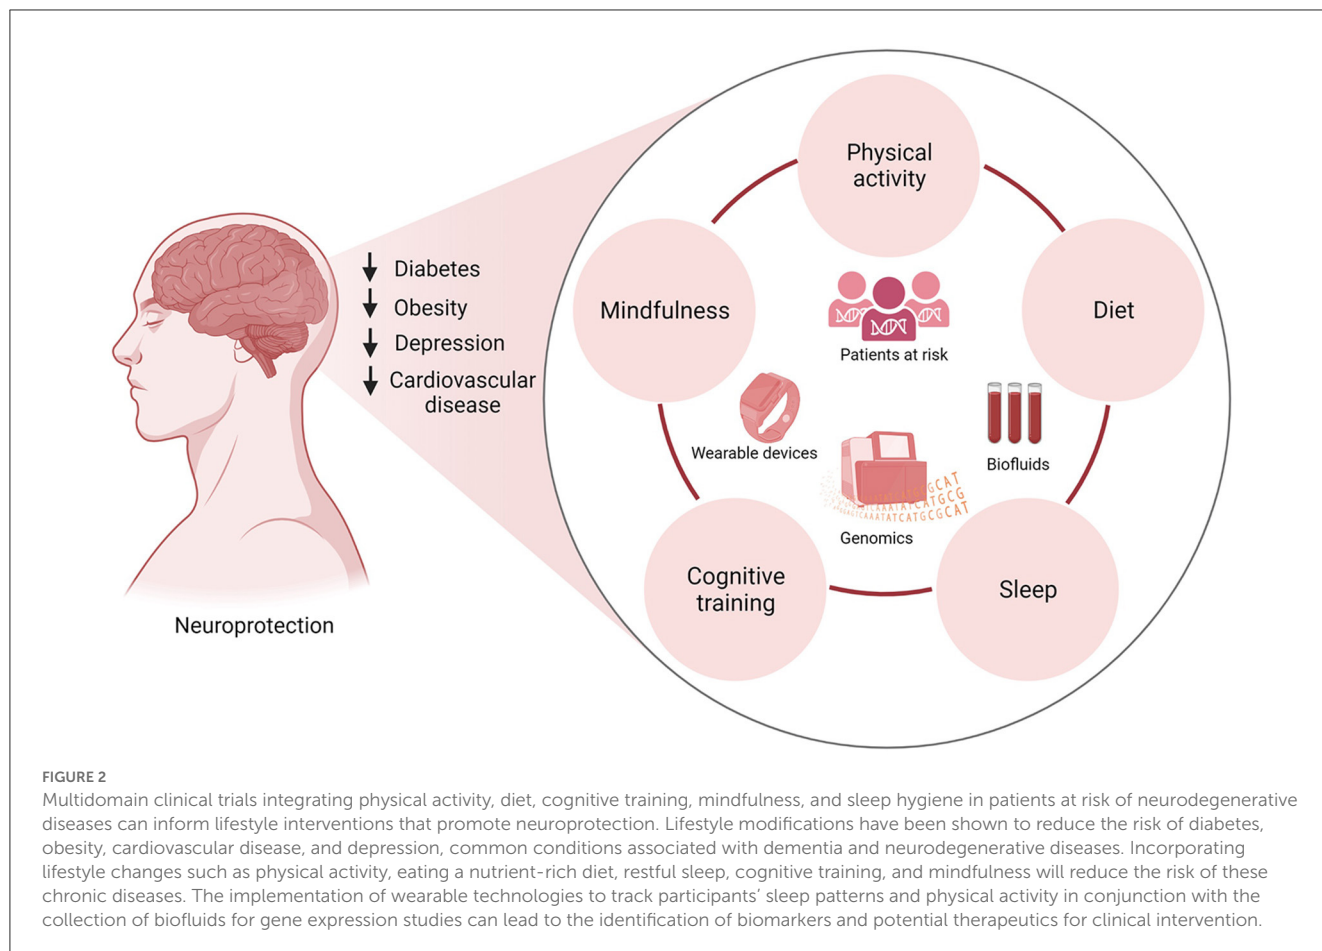 Physical
activity
Mindfulness
Diet
Patients at risk
Diabetes
Obesity
Depression
Cardiovascular
disease
Wearable devices
Biofluids
Genomics
Cognitive
training
Sleep
Neuroprotection
FIGURE 2
Multidomain clinical trials integrating physical activity, diet, cognitive training, mindfulness, and sleep hygiene in patients at risk of neurodegenerative
diseases can inform lifestyle interventions that promote neuroprotection. Lifestyle modifications have been shown to reduce the risk of diabetes,
obesity, cardiovascular disease, and depression, common conditions associated with dementia and neurodegenerative diseases. Incorporating
lifestyle changes such as physical activity, eating a nutrient-rich diet, restful sleep, cognitive training, and mindfulness will reduce the risk of these
chronic diseases. The implementation of wearable technologies to track participants’ sleep patterns and physical activity in conjunction with the
collection of biofluids for gene expression studies can lead to the identification of biomarkers and potential therapeutics for clinical intervention.